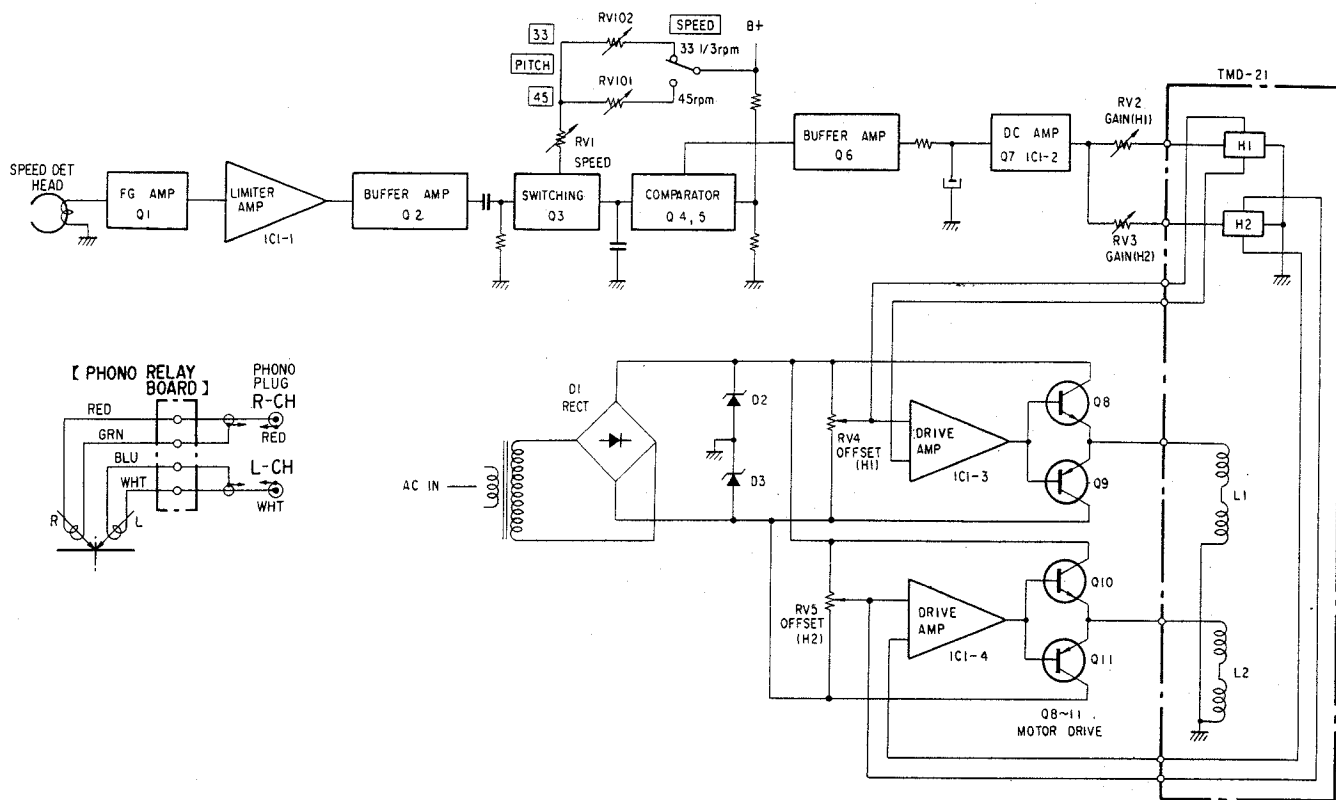 RV102
SPEED
B+
33
33 1/3rpm
PITCH
RV101
45
45rpm
RV1
SPEED
TMD-21
RV2
GAIN(H1)
BUFFER AMP
Q6
DC AMP
Q7 IC1-2
H1
SPEED DET
HEAD
FG AMP
Q1
LIMITER
AMP
IC1-1
BUFFER AMP
Q2
SWITCHING
Q3
COMPARATOR
Q4, 5
H2
RV3
GAIN(H2)
【 PHONO RELAY
BOARD 】
PHONO
PLUG
R-CH
RED
RED
GRN
BLU
L-CH
WHT
WHT
R
L
D1
RECT
AC IN
D2
D3
RV4
OFFSET
(H1)
DRIVE
AMP
IC1-3
Q8
Q9
L1
RV5
OFFSET
(H2)
DRIVE
AMP
IC1-4
Q10
Q11
L2
Q8~11
MOTOR DRIVE